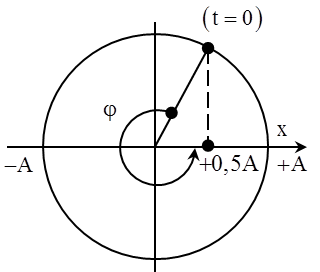 (t = 0)
φ
x
−A
+0,5A
+A